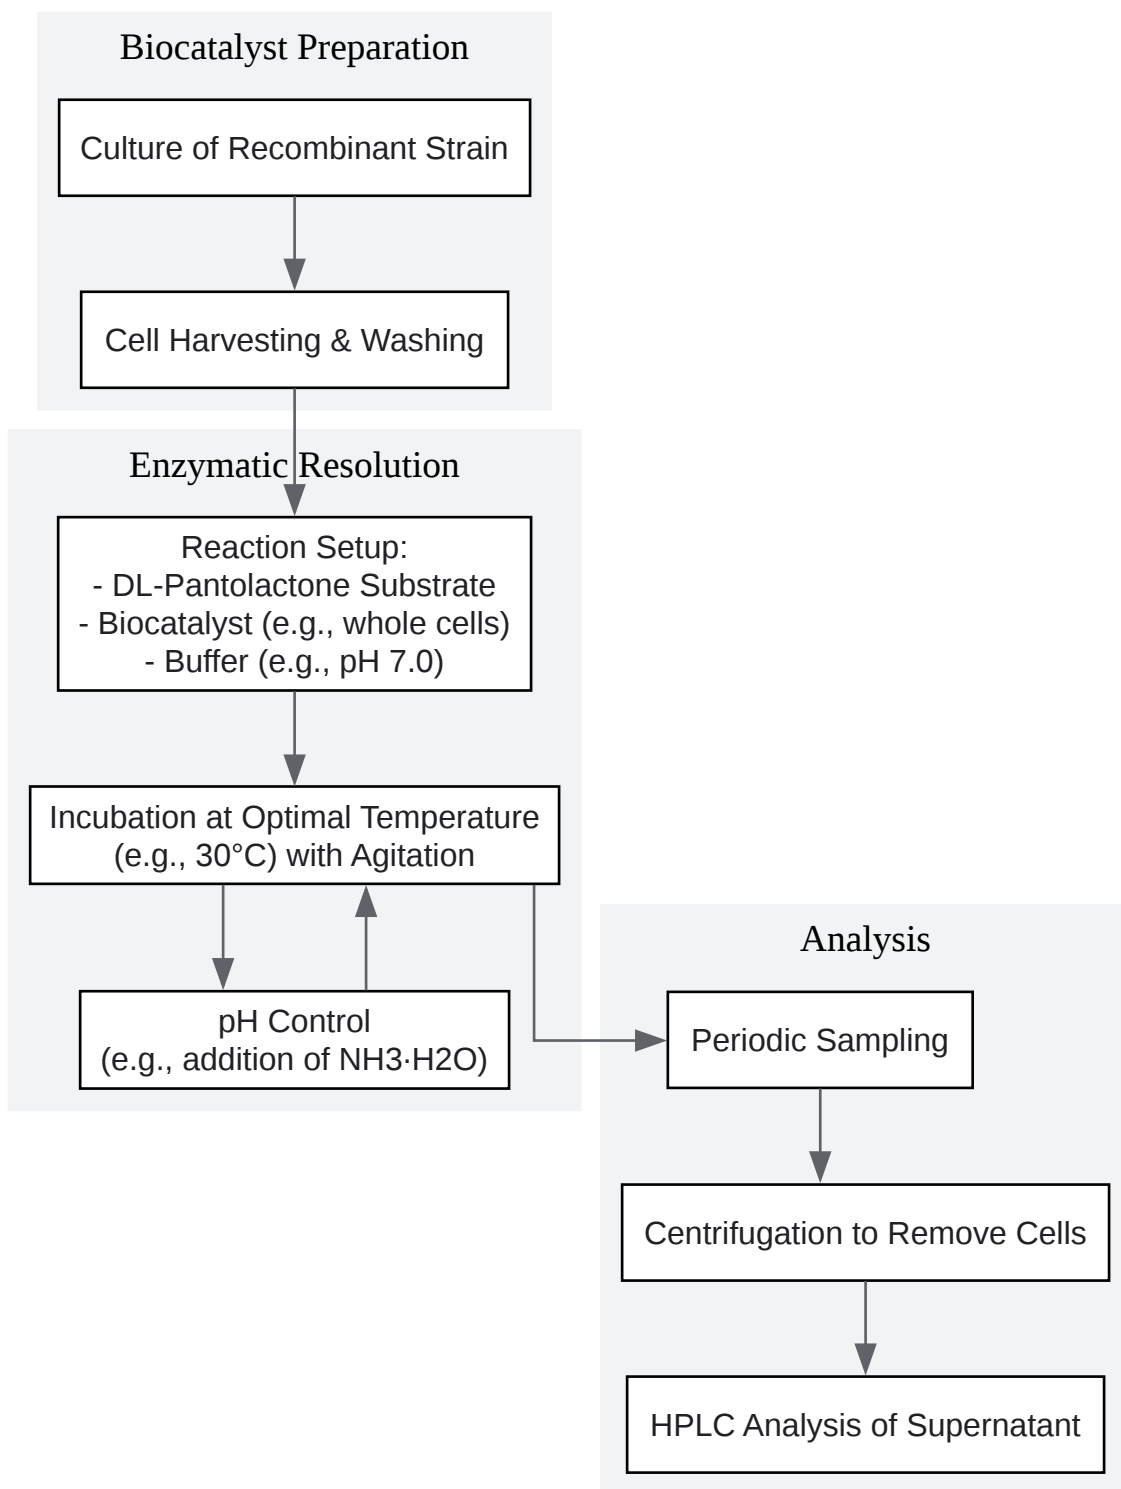 Biocatalyst Preparation
Culture of Recombinant Strain
Cell Harvesting & Washing
Enzymatic Resolution
Reaction Setup:
- DL-Pantolactone Substrate
- Biocatalyst (e.g., whole cells)
- Buffer (e.g., pH 7.0)
Incubation at Optimal Temperature
(e.g., 30°C) with Agitation
pH Control
(e.g., addition of NH3·H2O)
Analysis
Periodic Sampling
Centrifugation to Remove Cells
HPLC Analysis of Supernatant